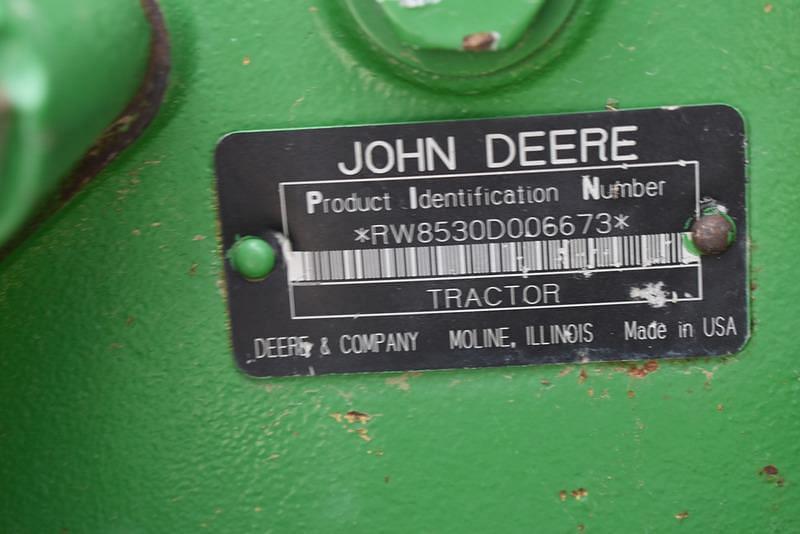 JOHN DEERE
Product Identification Number
*RW8530D006673*
TRACTOR
DEERE & COMPANY MOLINE, ILLINOIS Made in USA